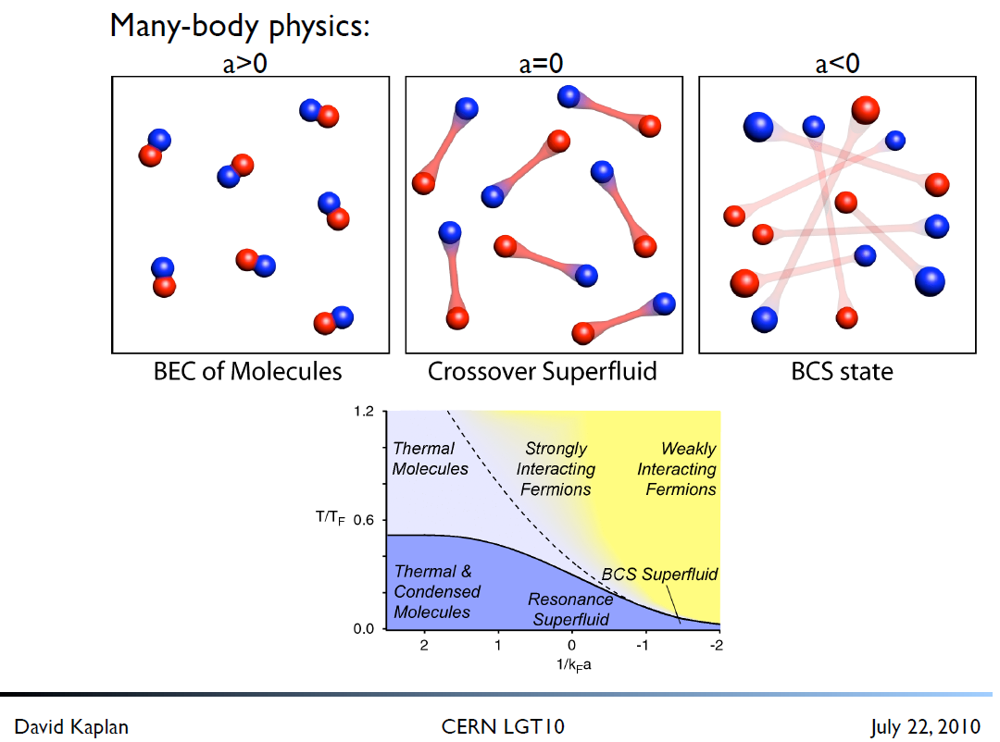 Many-body physics:
a>0
a=0
a<0
BEC of Molecules
Crossover Superfluid
BCS state
1.2
Thermal
Molecules
Strongly
Interacting
Fermions
Weakly
Interacting
Fermions
T/TF
0.6
Thermal &
Condensed
Molecules
Resonance
Superfluid
BCS Superfluid
0.0
2
1
0
-1
-2
1/kFa
David Kaplan
CERN LGT10
July 22, 2010